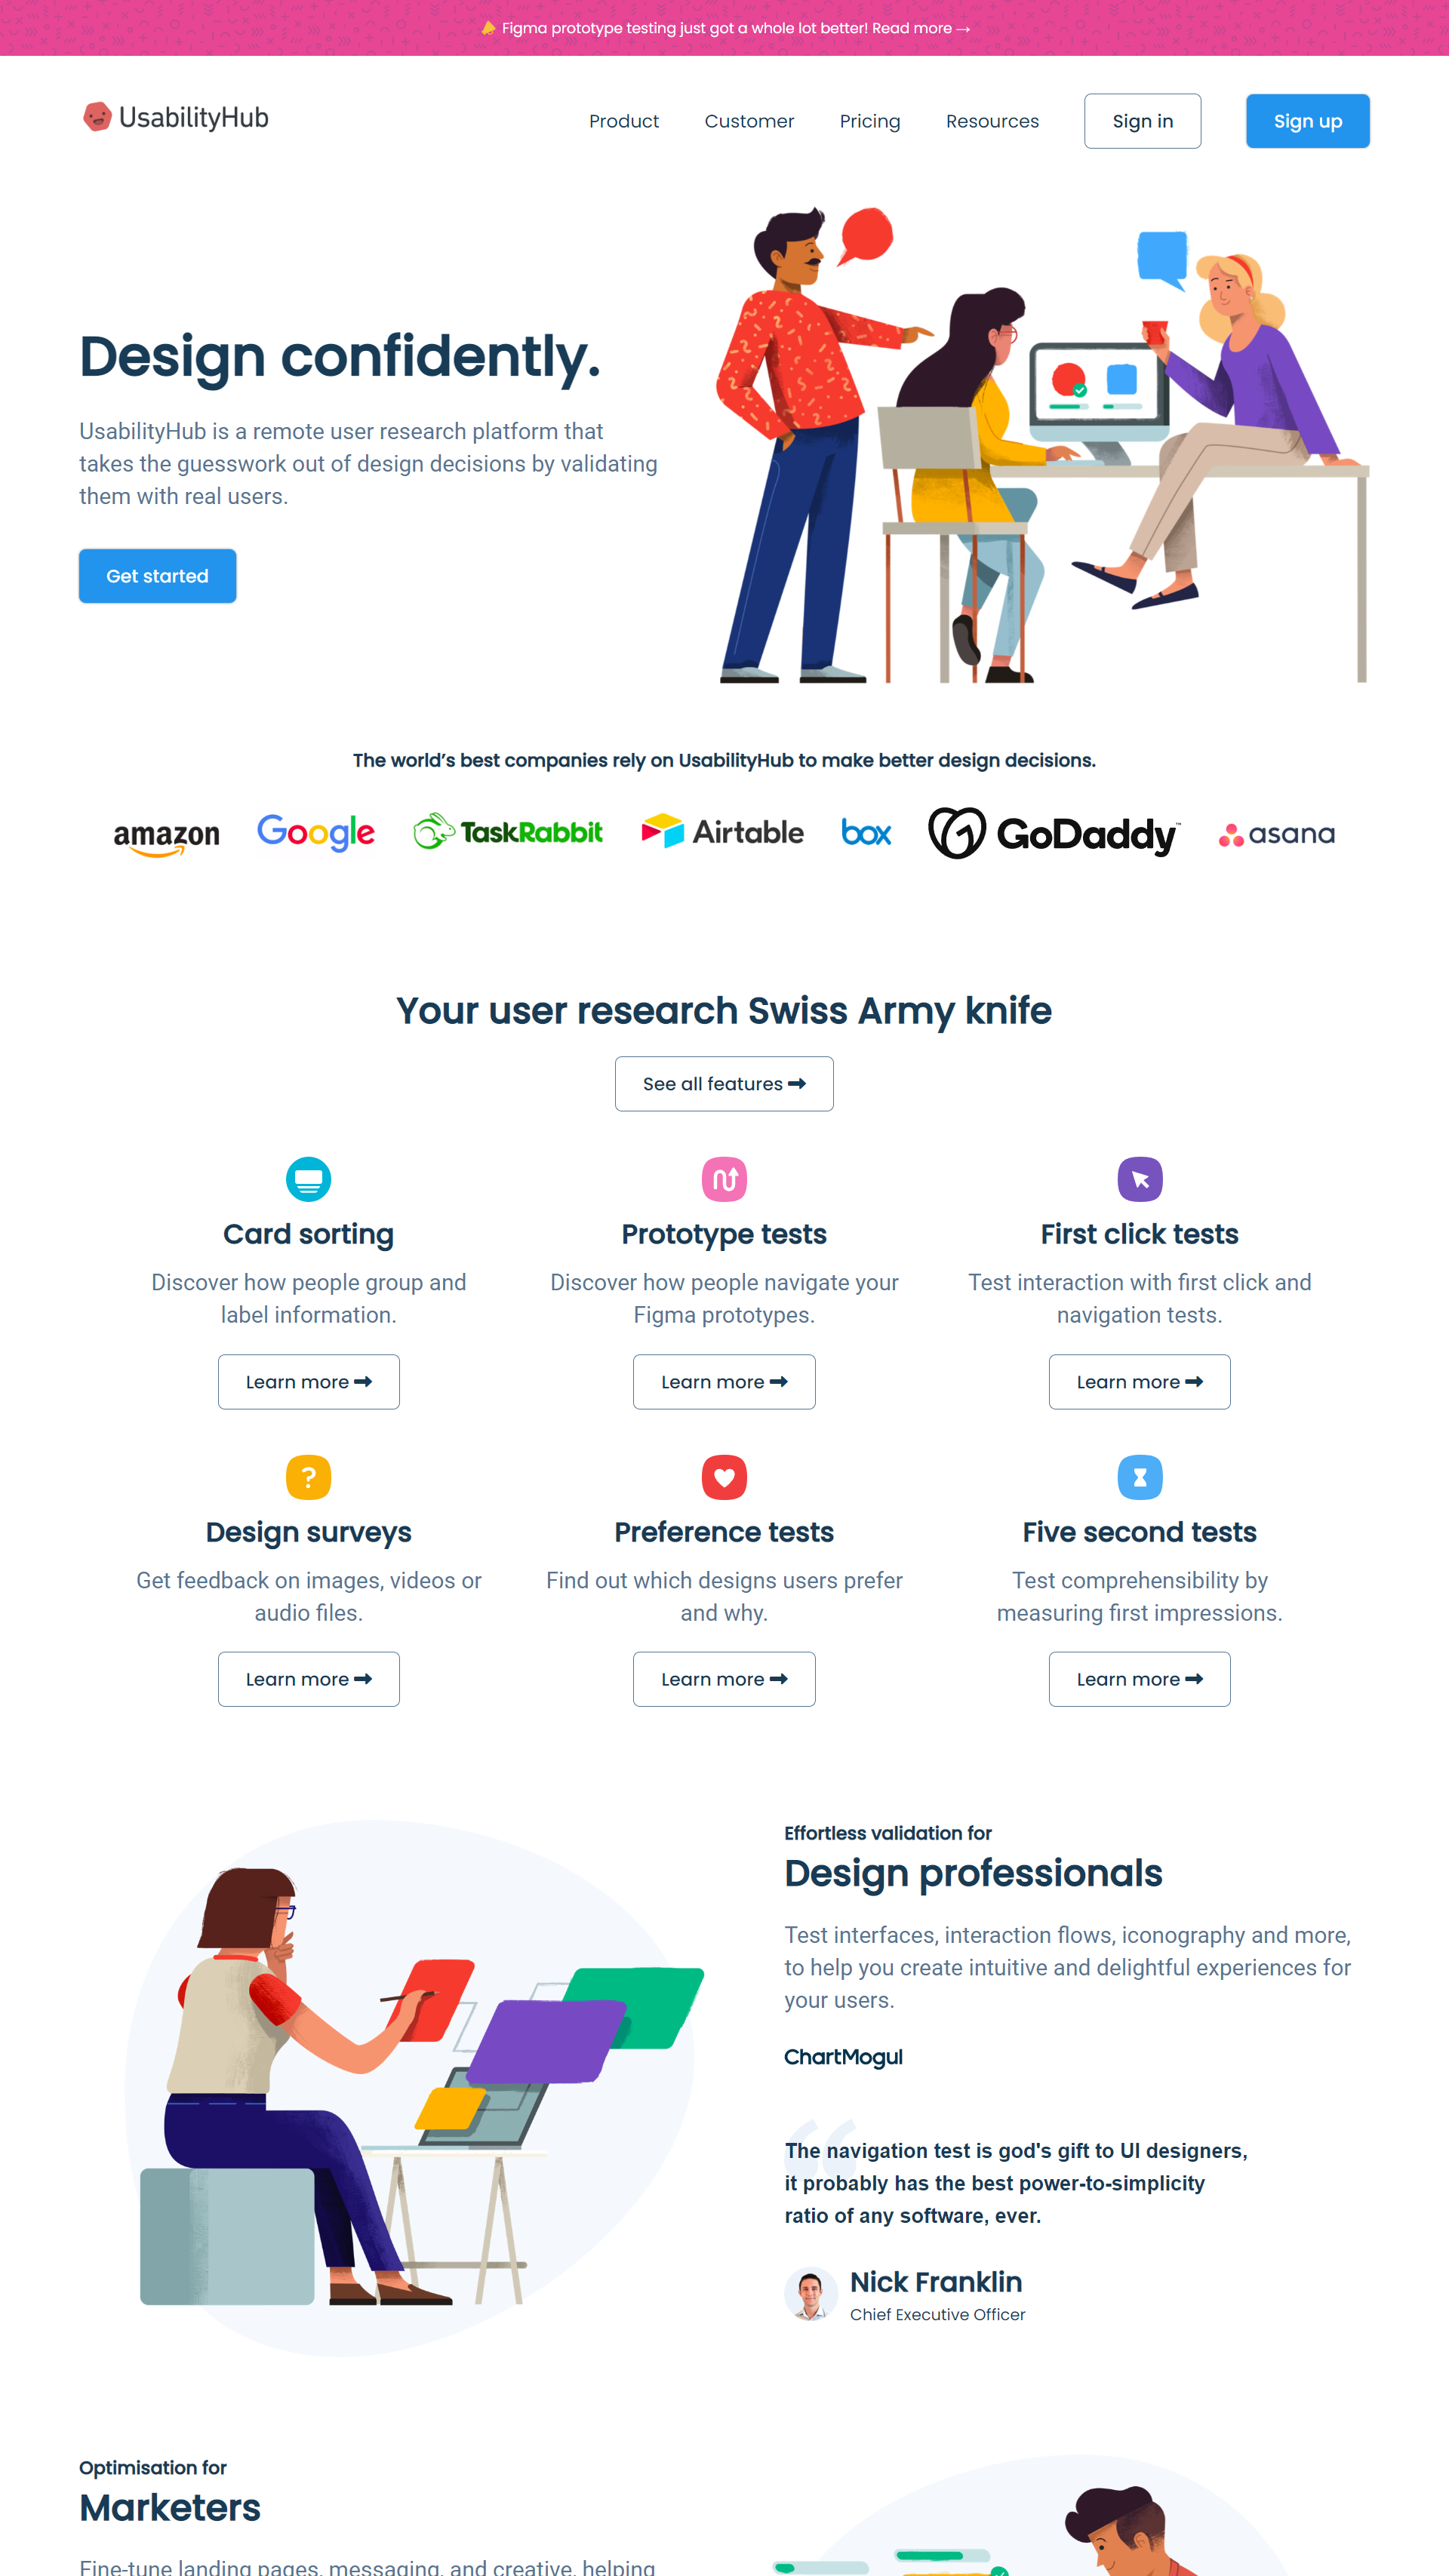 Figma prototype testing just got a whole lot better! Read more →
UsabilityHub
Product
Customer
Pricing
Resources
Sign in
Sign up
Design confidently.
UsabilityHub is a remote user research platform that
takes the guesswork out of design decisions by validating
them with real users.
Get started
The world’s best companies rely on UsabilityHub to make better design decisions.
amazon
Google
TaskRabbit
Airtable
box
GoDaddy™
asana
Your user research Swiss Army knife
See all features
Card sorting
Discover how people group and
label information.
Learn more
Prototype tests
Discover how people navigate your
Figma prototypes.
Learn more
First click tests
Test interaction with first click and
navigation tests.
Learn more
Design surveys
Get feedback on images, videos or
audio files.
Learn more
Preference tests
Find out which designs users prefer
and why.
Learn more
Five second tests
Test comprehensibility by
measuring first impressions.
Learn more
Effortless validation for
Design professionals
Test interfaces, interaction flows, iconography and more,
to help you create intuitive and delightful experiences for
your users.
ChartMogul
The navigation test is god's gift to UI designers,
it probably has the best power-to-simplicity
ratio of any software, ever.
Nick Franklin
Chief Executive Officer
Optimisation for
Marketers
Fine-tune landing pages, messaging, and creative, helping